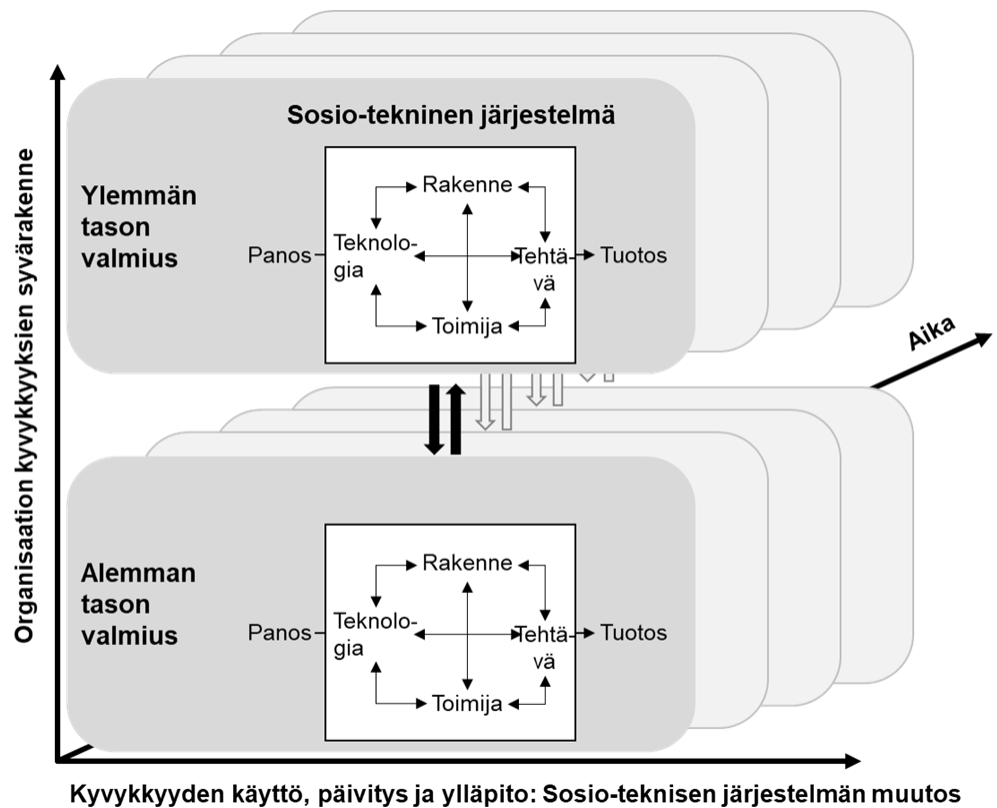 Organisaation kyvykkyyksien syvärakenne
Sosio-tekninen järjestelmä
Ylemmän
tason
valmius
Panos
Rakenne
Teknolo-
gia
Tehtä-
vä
Toimija
Tuotos
Aika
Alemman
tason
valmius
Panos
Rakenne
Teknolo-
gia
Tehtä-
vä
Toimija
Tuotos
Kyvykkyyden käyttö, päivitys ja ylläpito: Sosio-teknisen järjestelmän muutos